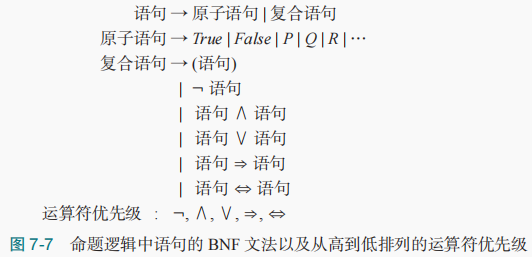 语句 → 原子语句 | 复合语句
原子语句 → True | False | P | Q | R | ⋯
复合语句 → (语句)
| ¬ 语句
| 语句 ∧ 语句
| 语句 ∨ 语句
| 语句 ⇒ 语句
| 语句 ⇔ 语句
运算符优先级 : ¬, ∧, ∨, ⇒, ⇔
图 7-7 命题逻辑中语句的 BNF 文法以及从高到低排列的运算符优先级